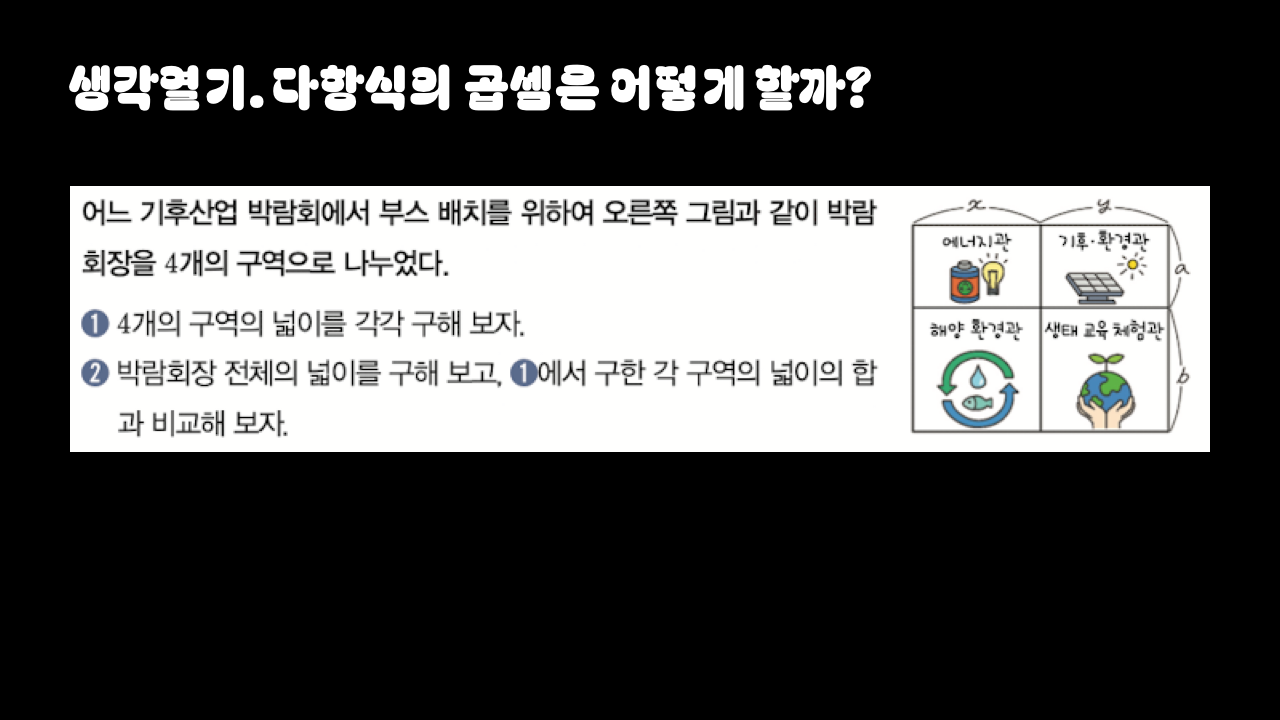 생각열기. 다항식의 곱셈은 어떻게 할까?
어느 기후산업 박람회에서 부스 배치를 위하여 오른쪽 그림과 같이 박람
회장을 4개의 구역으로 나누었다.
❶ 4개의 구역의 넓이를 각각 구해 보자.
❷ 박람회장 전체의 넓이를 구해 보고, ❶에서 구한 각 구역의 넓이의 합
과 비교해 보자.
x y
에너지관 기후·환경관
a
해양 환경관 생태 교육 체험관
b